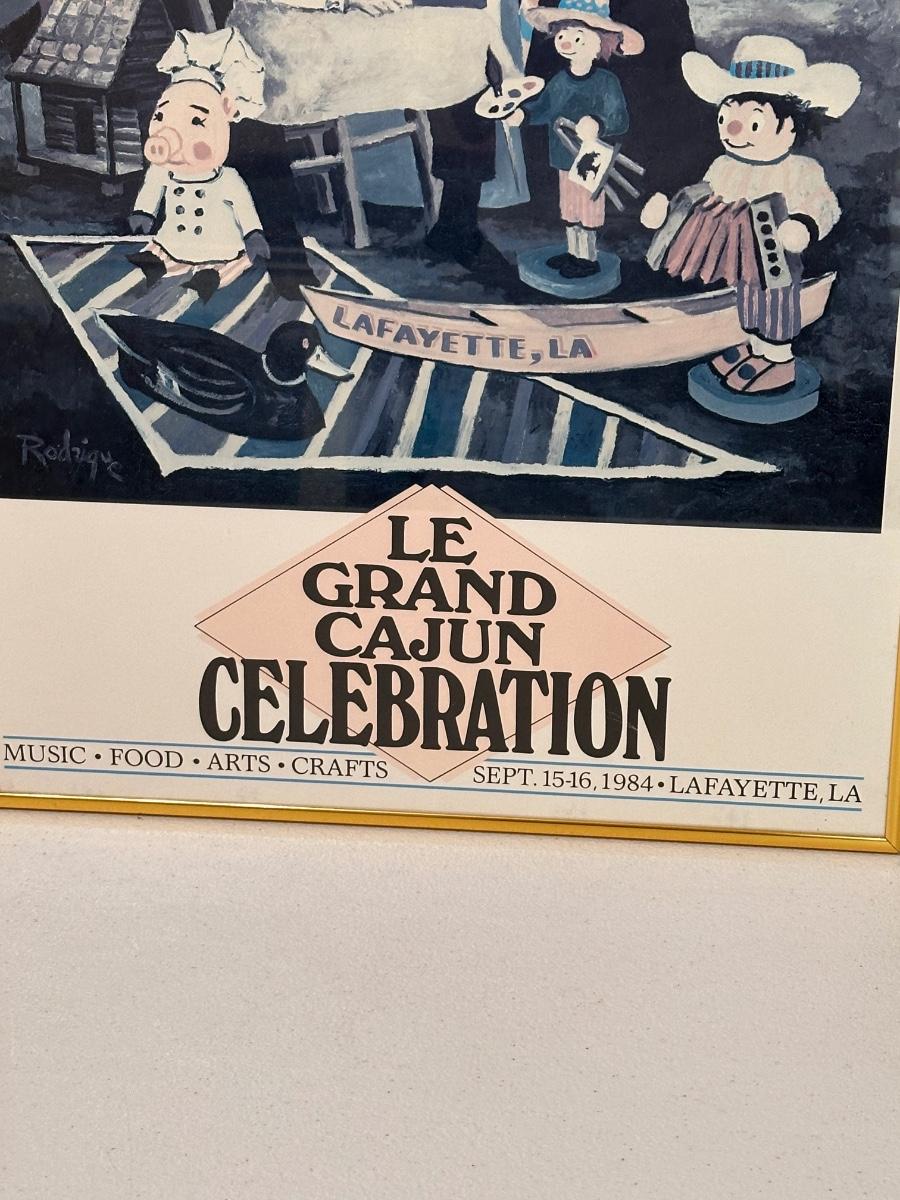 LAFAYETTE, LA
Rodrigue
LE
GRAND
CAJUN
CELEBRATION
MUSIC • FOOD • ARTS • CRAFTS
SEPT. 15-16, 1984 • LAFAYETTE, LA